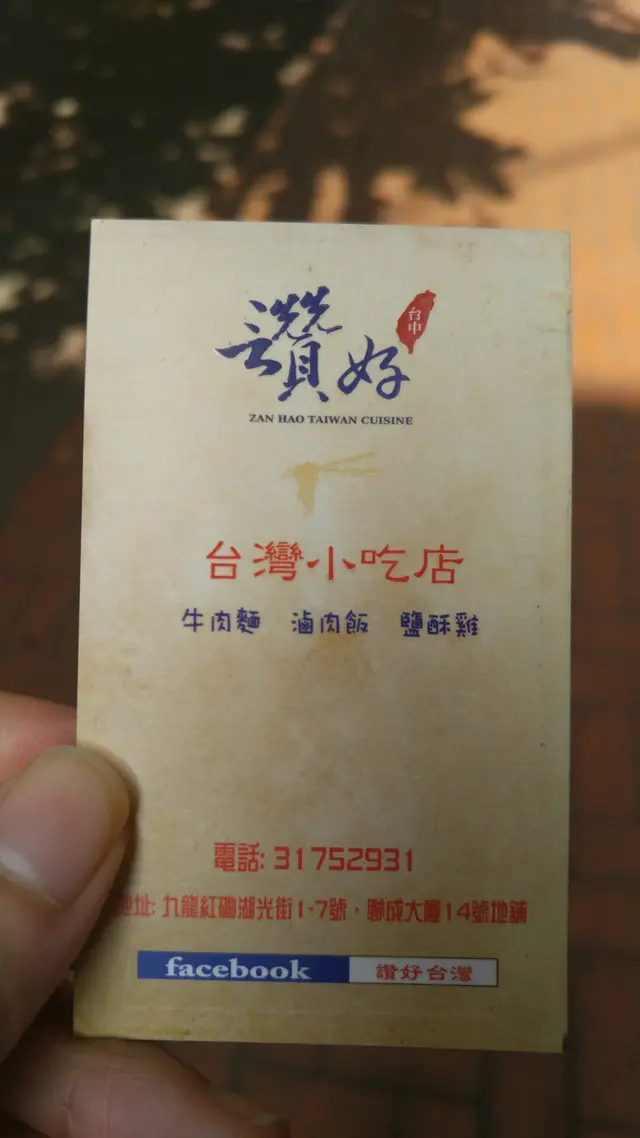 讚好
台中
ZAN HAO TAIWAN CUISINE
台灣小吃店
牛肉麵 滷肉飯 鹽酥雞
電話: 31752931
地址: 九龍紅磡湖光街1-7號，聯成大廈14號地舖
facebook 讚好台灣